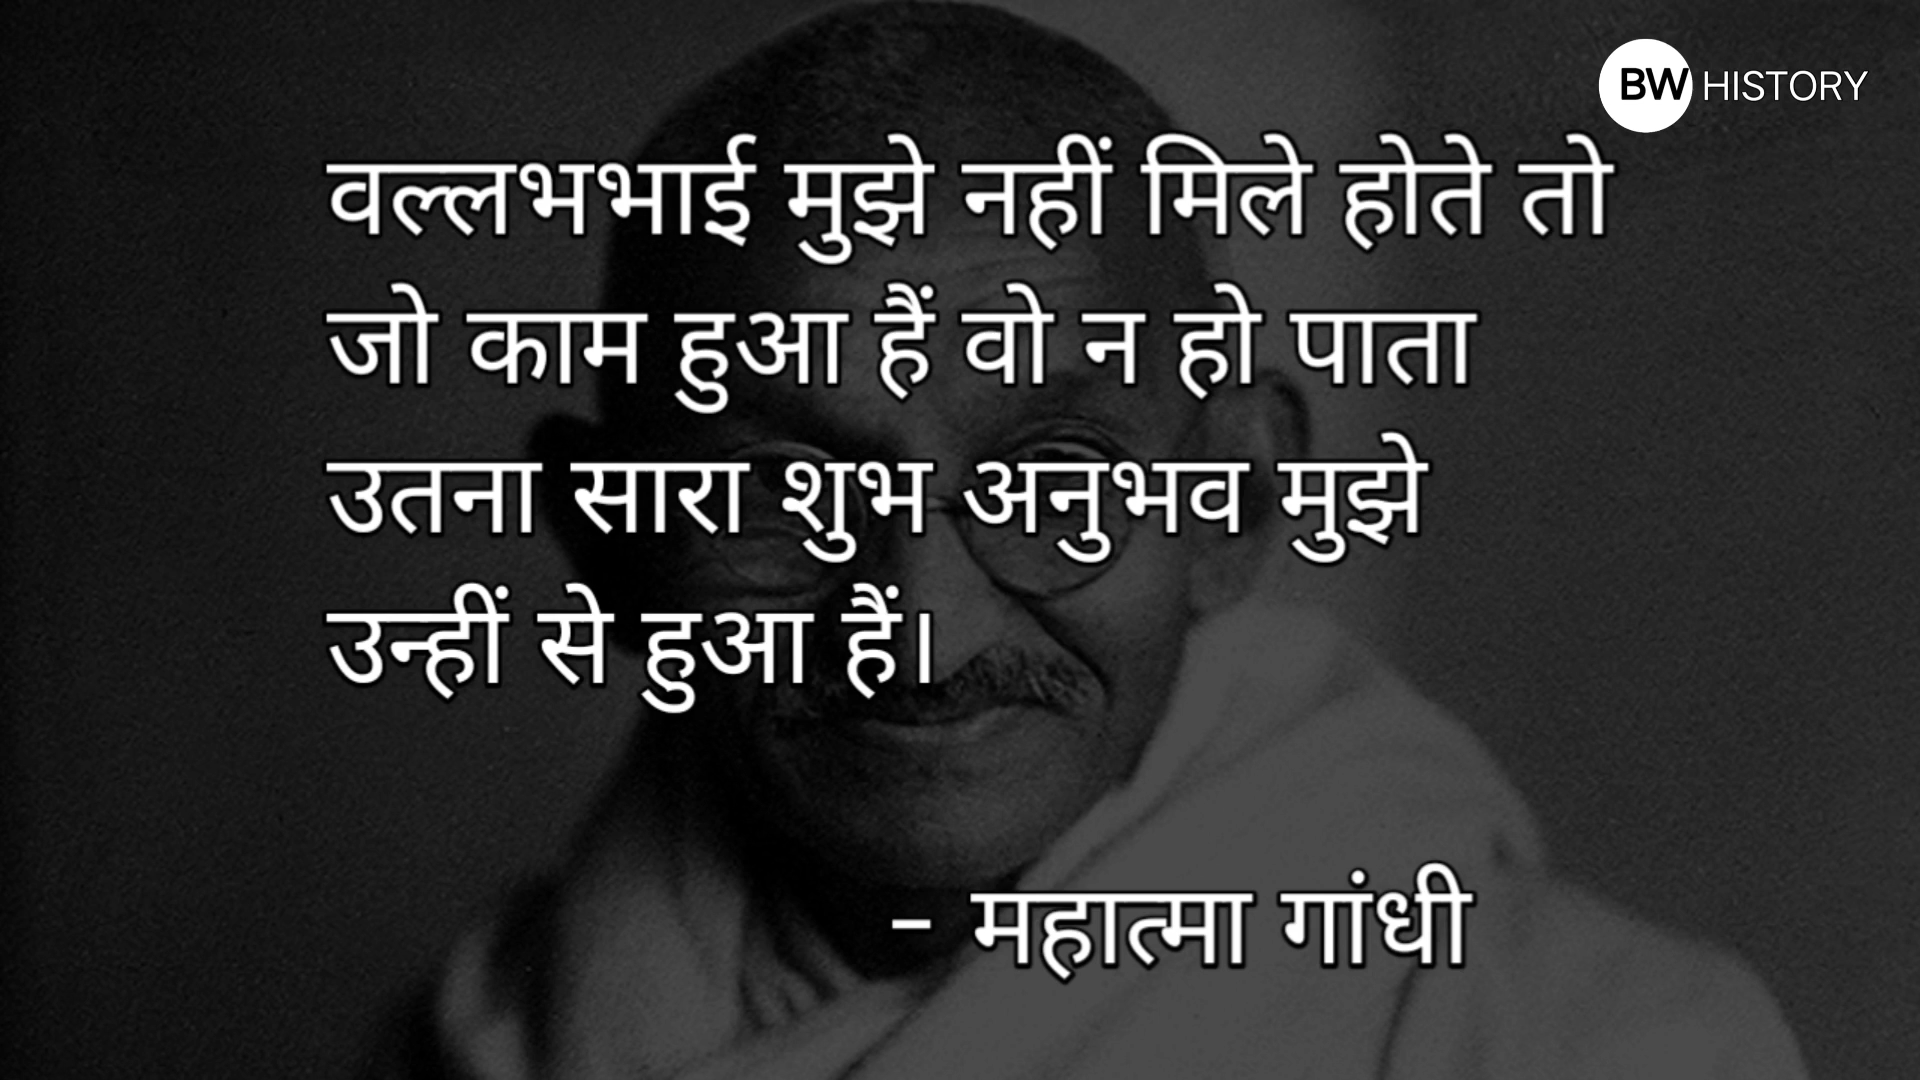 BW HISTORY
वल्लभभाई मुझे नहीं मिले होते तो
जो काम हुआ हैं वो न हो पाता
उतना सारा शुभ अनुभव मुझे
उन्हीं से हुआ हैं।
- महात्मा गांधी